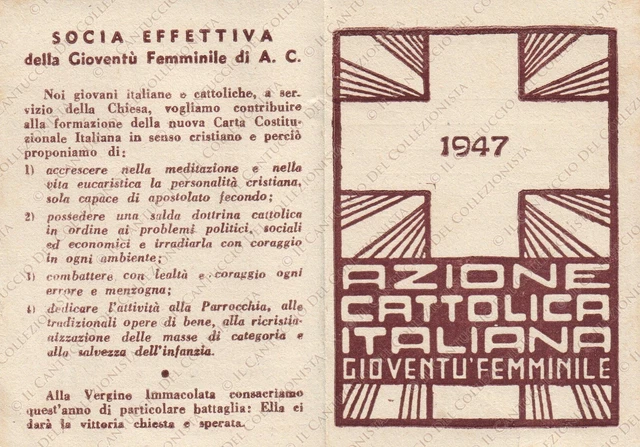 SOCIA EFFETTIVA
della Gioventù Femminile di A. C.
Noi giovani italiane e cattoliche, a ser-
vizio della Chiesa, vogliamo contribuire
alla formazione della nuova Carta Costitu-
zionale Italiana in senso cristiano e perciò
proponiamo di:
1) accrescere nella meditazione e nella
vita eucaristica la personalità cristiana,
sola capace di apostolato fecondo;
2) possedere una salda dottrina cattolica
in ordine ai problemi politici, sociali
ed economici e irradiarla con coraggio
in ogni ambiente;
3) combattere con lealtà e coraggio ogni
errore e menzogna;
4) dedicare l'attività alla Parrocchia, alle
tradizionali opere di bene, alla ricristia-
nizzazione delle masse di categoria e
alla salvezza dell'infanzia.
Alla Vergine Immacolata consacriamo
quest'anno di particolare battaglia: Ella ci
darà la vittoria chiesta e sperata.
1947
AZIONE
CATTOLICA
ITALIANA
GIOVENTU' FEMMINILE
© IL CANTUCCIO DEL COLLEZIONISTA